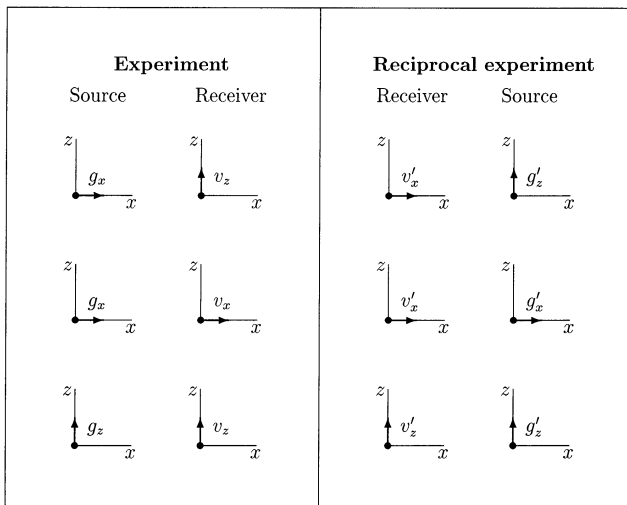 Experiment
Reciprocal experiment
Source Receiver
Receiver Source
z g_x x
z v_z x
z v'_x x
z g'_z x
z g_x x
z v_x x
z v'_x x
z g'_x x
z g_z x
z v_z x
z v'_z x
z g'_z x